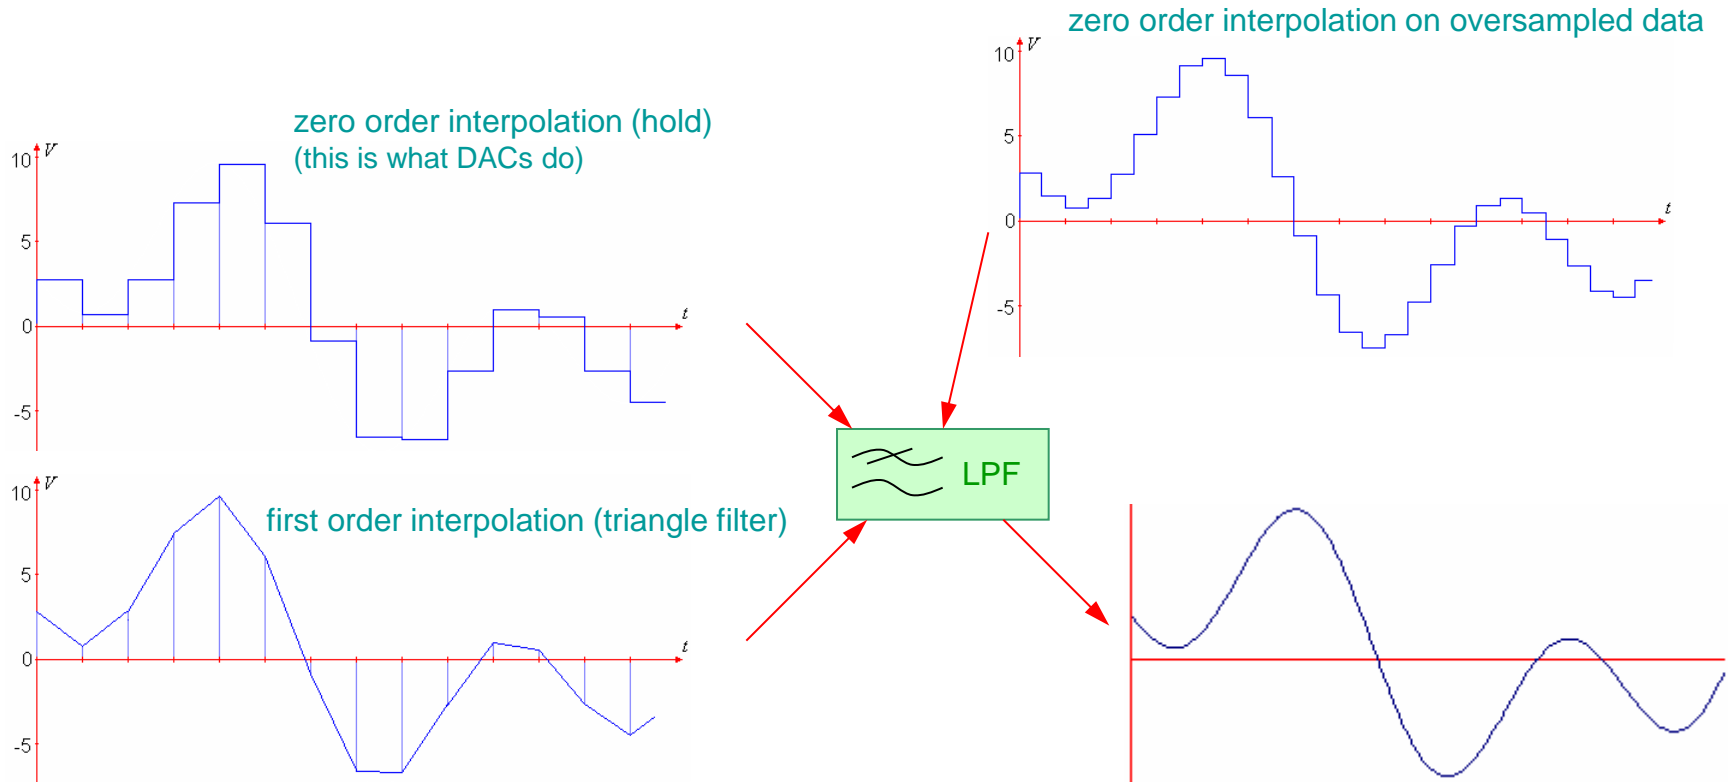 zero order interpolation on oversampled data
10
V
5
0
t
-5
zero order interpolation (hold)
(this is what DACs do)
10
V
5
0
t
-5
LPF
10
V
first order interpolation (triangle filter)
5
0
t
-5